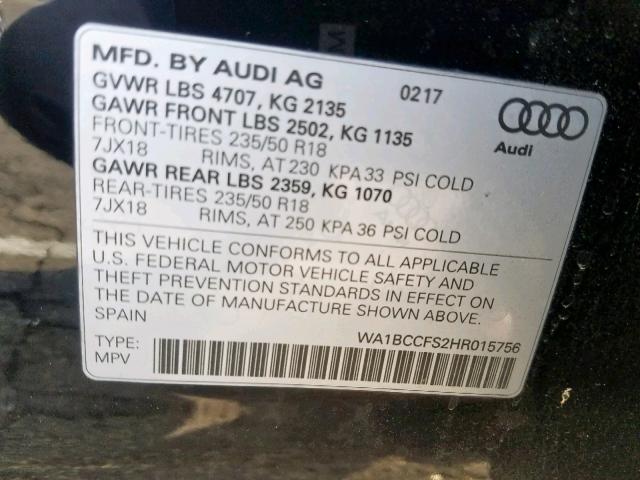 MFD. BY AUDI AG 0217
GVWR LBS 4707, KG 2135
GAWR FRONT LBS 2502, KG 1135
FRONT-TIRES 235/50 R18
7JX18 RIMS, AT 230 KPA 33 PSI COLD
GAWR REAR LBS 2359, KG 1070
REAR-TIRES 235/50 R18
7JX18 RIMS, AT 250 KPA 36 PSI COLD
Audi
THIS VEHICLE CONFORMS TO ALL APPLICABLE
U.S. FEDERAL MOTOR VEHICLE SAFETY AND
THEFT PREVENTION STANDARDS IN EFFECT ON
THE DATE OF MANUFACTURE SHOWN ABOVE.
SPAIN
WA1BCCFS2HR015756
TYPE:
MPV